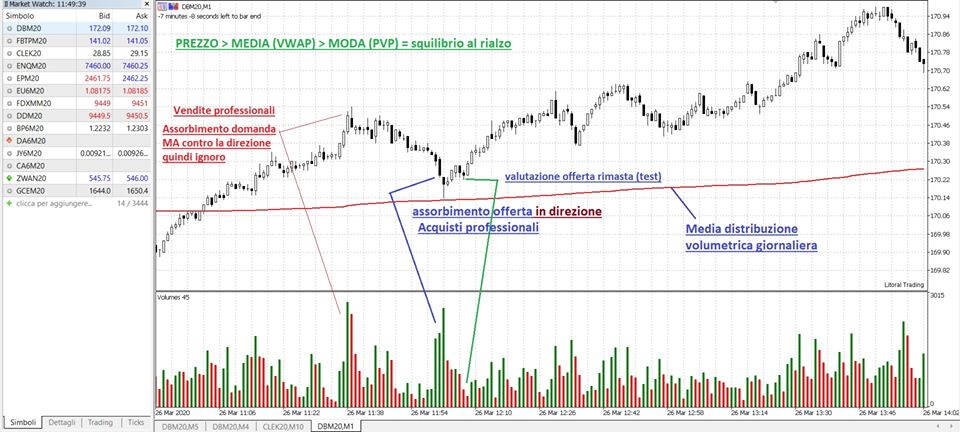 Market Watch: 11:49:39
Simbolo Bid Ask
DBM20 172.09 172.10
FBTPM20 141.02 141.05
CLEK20 28.85 29.15
ENQM20 7460.00 7460.25
EPM20 2461.75 2462.25
EU6M20 1.08175 1.08185
FDXMM20 9449 9451
DDM20 9449.5 9450.5
BP6M20 1.2232 1.2303
DA6M20
JY6M20 0.00921... 0.00926...
CA6M20
ZWAN20 545.75 546.00
GCEM20 1644.0 1650.4
clicca per aggiungere... 14 / 3444
Simboli Dettagli Trading Ticks
DBM20,M1
-7 minutes -8 seconds left to bar end
PREZZO > MEDIA (VWAP) > MODA (PVP) = squilibrio al rialzo
Vendite professionali
Assorbimento domanda
MA contro la direzione
quindi ignoro
valutazione offerta rimasta (test)
assorbimento offerta in direzione
Acquisti professionali
Media distribuzione
volumetrica giornaliera
Litoral Trading
170.94
170.86
170.78
170.70
170.62
170.54
170.46
170.38
170.30
170.22
170.14
170.06
169.98
169.90
169.82
Volumes 45
3015
0
26 Mar 2020 26 Mar 11:06 26 Mar 11:22 26 Mar 11:38 26 Mar 11:54 26 Mar 12:10 26 Mar 12:26 26 Mar 12:42 26 Mar 12:58 26 Mar 13:14 26 Mar 13:30 26 Mar 13:46 26 Mar 14:02
DBM20,M5 DBM20,M4 CLEK20,M10 DBM20,M1